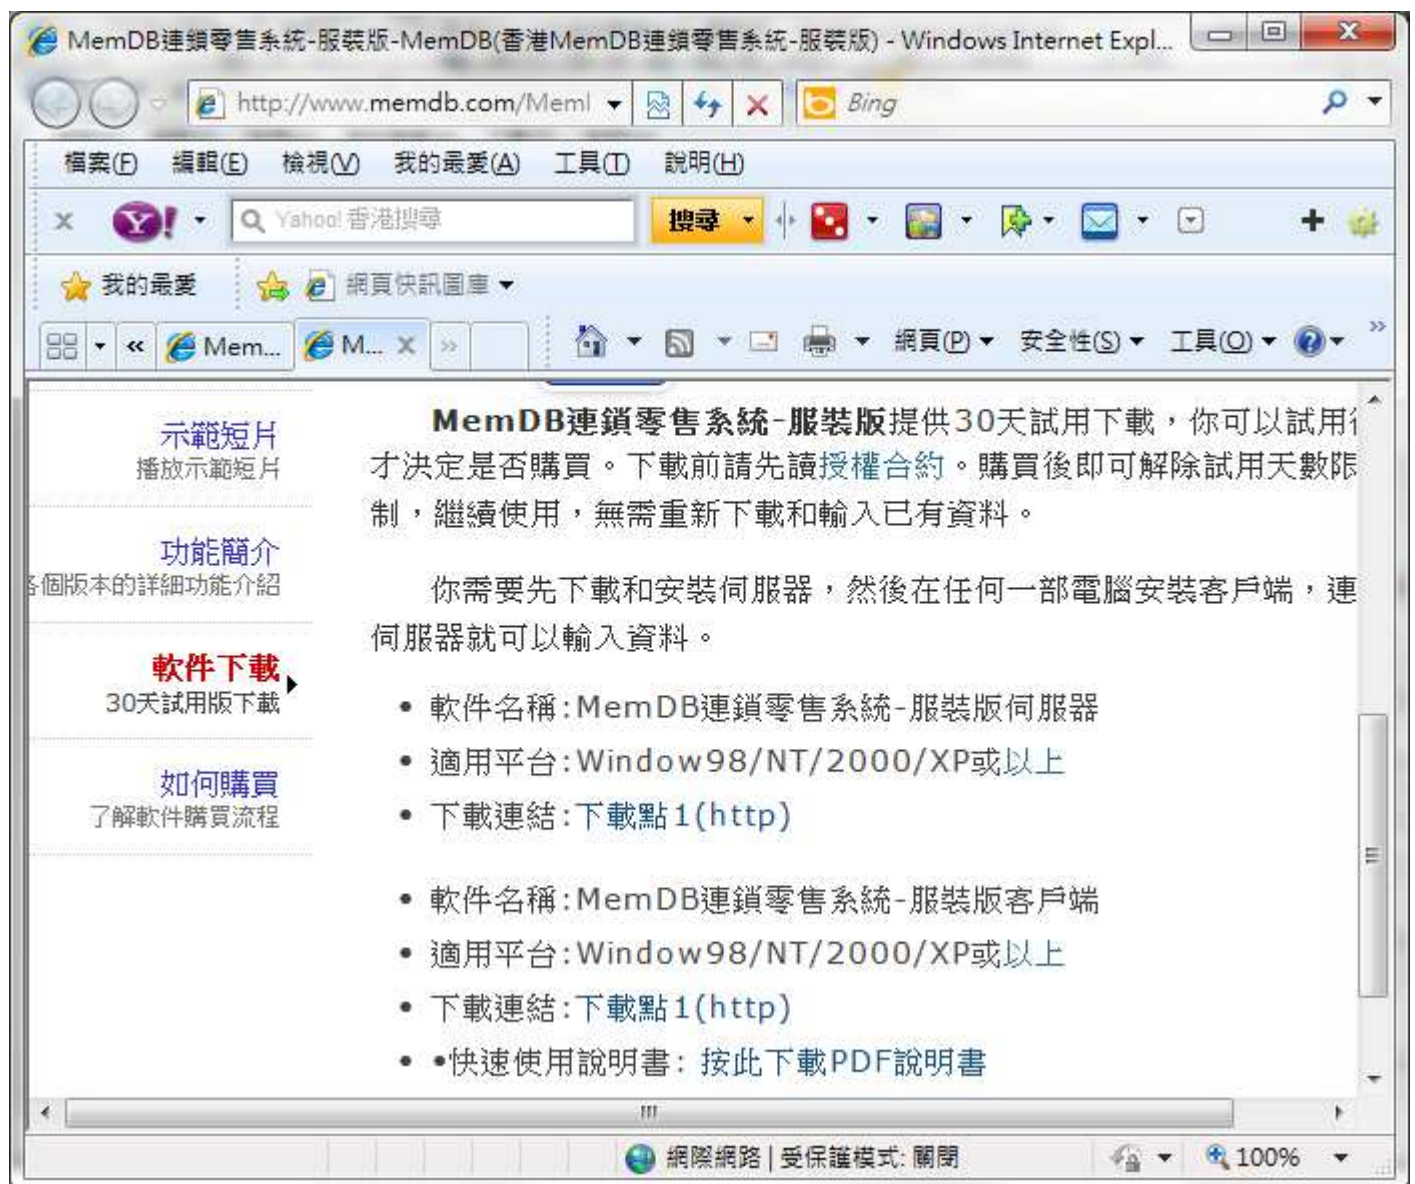 MemDB連鎖零售系統-服裝版-MemDB(香港MemDB連鎖零售系統-服裝版) - Windows Internet Expl...
http://www.memdb.com/Meml
Bing
檔案(F) 編輯(E) 檢視(V) 我的最愛(A) 工具(T) 說明(H)
Yahoo! 香港搜尋 搜尋
我的最愛 網頁快訊圖庫
Mem... M... 網頁(P) 安全性(S) 工具(O)
示範短片
播放示範短片
功能簡介
各個版本的詳細功能介紹
軟件下載
30天試用版下載
如何購買
了解軟件購買流程
MemDB連鎖零售系統-服裝版提供30天試用下載，你可以試用後
才決定是否購買。下載前請先讀授權合約。購買後即可解除試用天數限
制，繼續使用，無需重新下載和輸入已有資料。
你需要先下載和安裝伺服器，然後在任何一部電腦安裝客戶端，連
伺服器就可以輸入資料。
• 軟件名稱:MemDB連鎖零售系統-服裝版伺服器
• 適用平台:Window98/NT/2000/XP或以上
• 下載連結:下載點1(http)
• 軟件名稱:MemDB連鎖零售系統-服裝版客戶端
• 適用平台:Window98/NT/2000/XP或以上
• 下載連結:下載點1(http)
• •快速使用說明書: 按此下載PDF說明書
網際網路 | 受保護模式: 關閉 100%